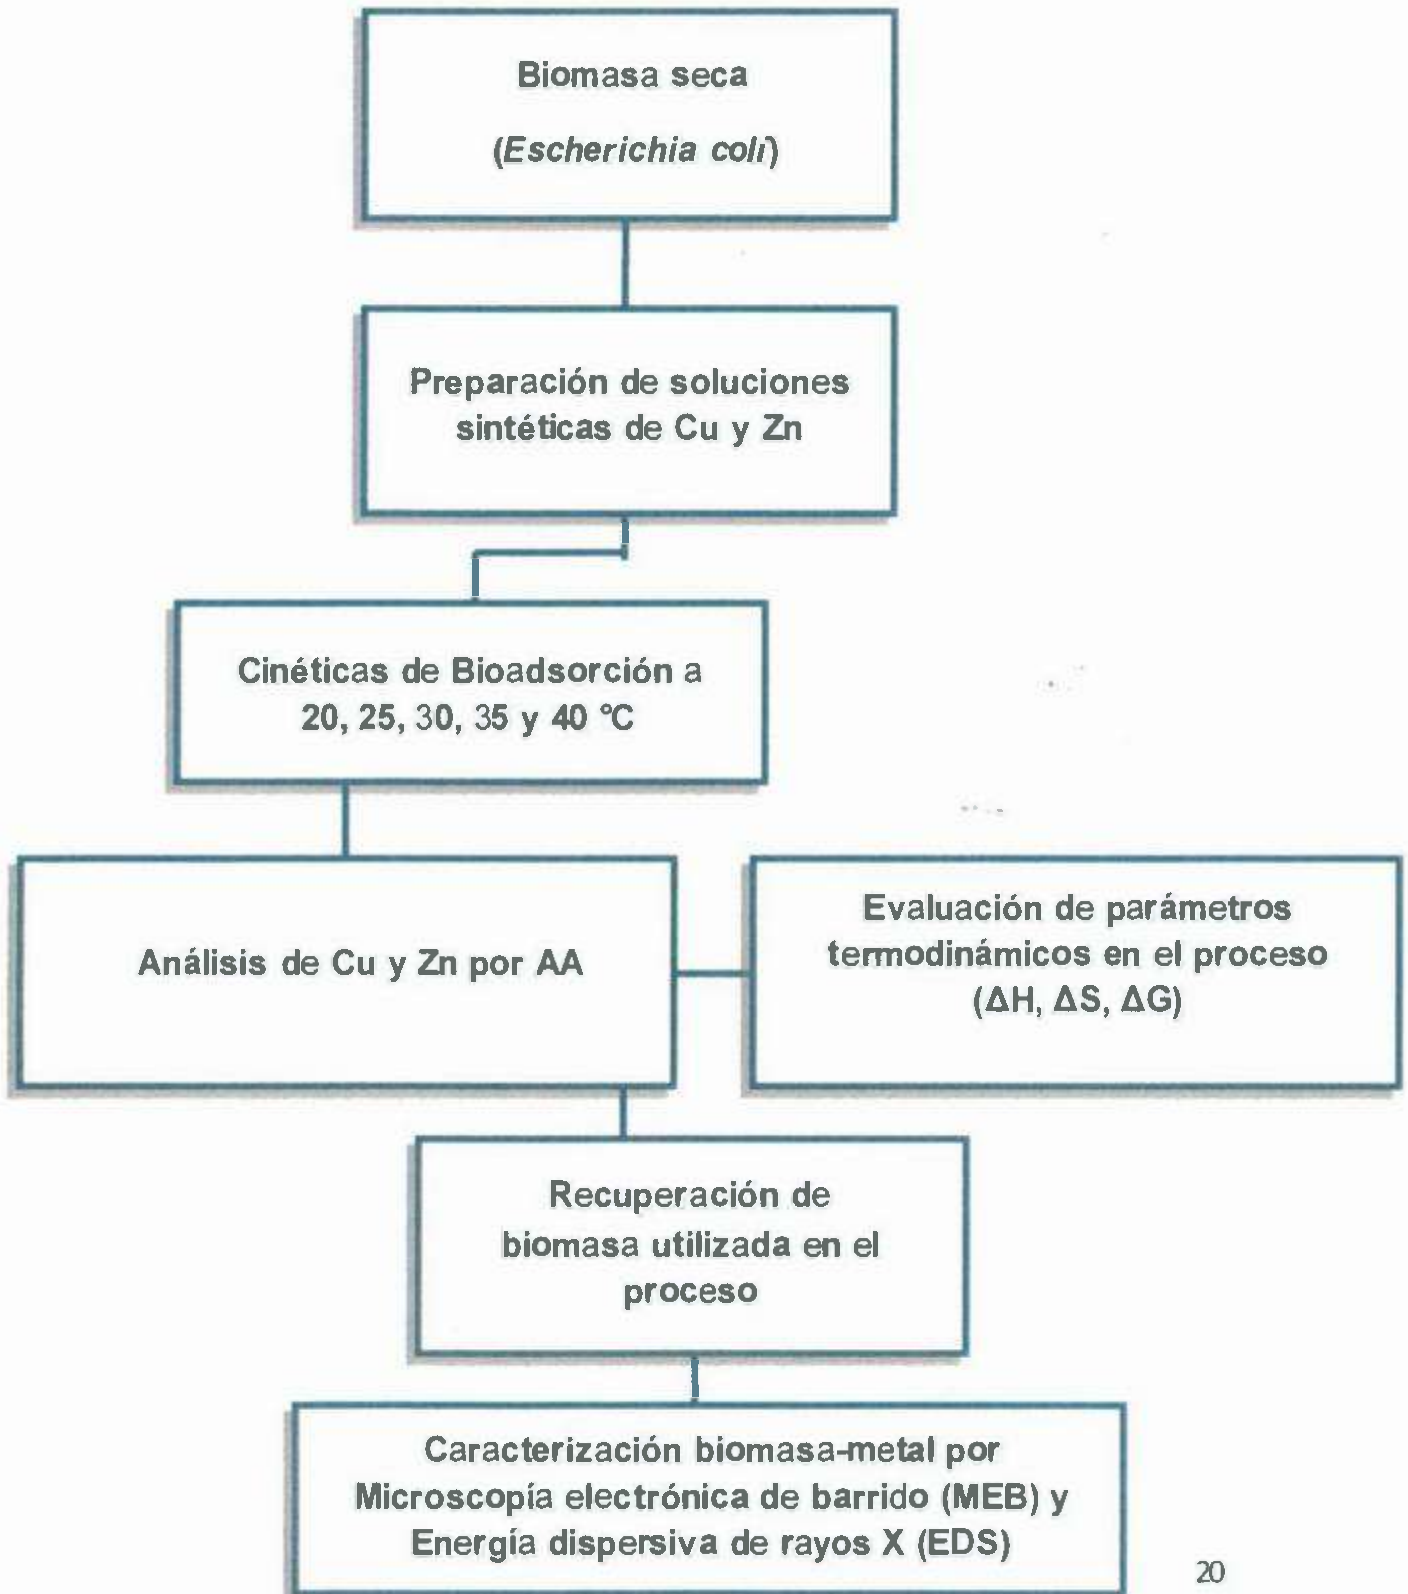 Biomasa seca
(Escherichia coli)
Preparación de soluciones
sintéticas de Cu y Zn
Cinéticas de Bioadsorción a
20, 25, 30, 35 y 40 °C
Análisis de Cu y Zn por AA
Evaluación de parámetros
termodinámicos en el proceso
(ΔH, ΔS, ΔG)
Recuperación de
biomasa utilizada en el
proceso
Caracterización biomasa-metal por
Microscopía electrónica de barrido (MEB) y
Energía dispersiva de rayos X (EDS)
20